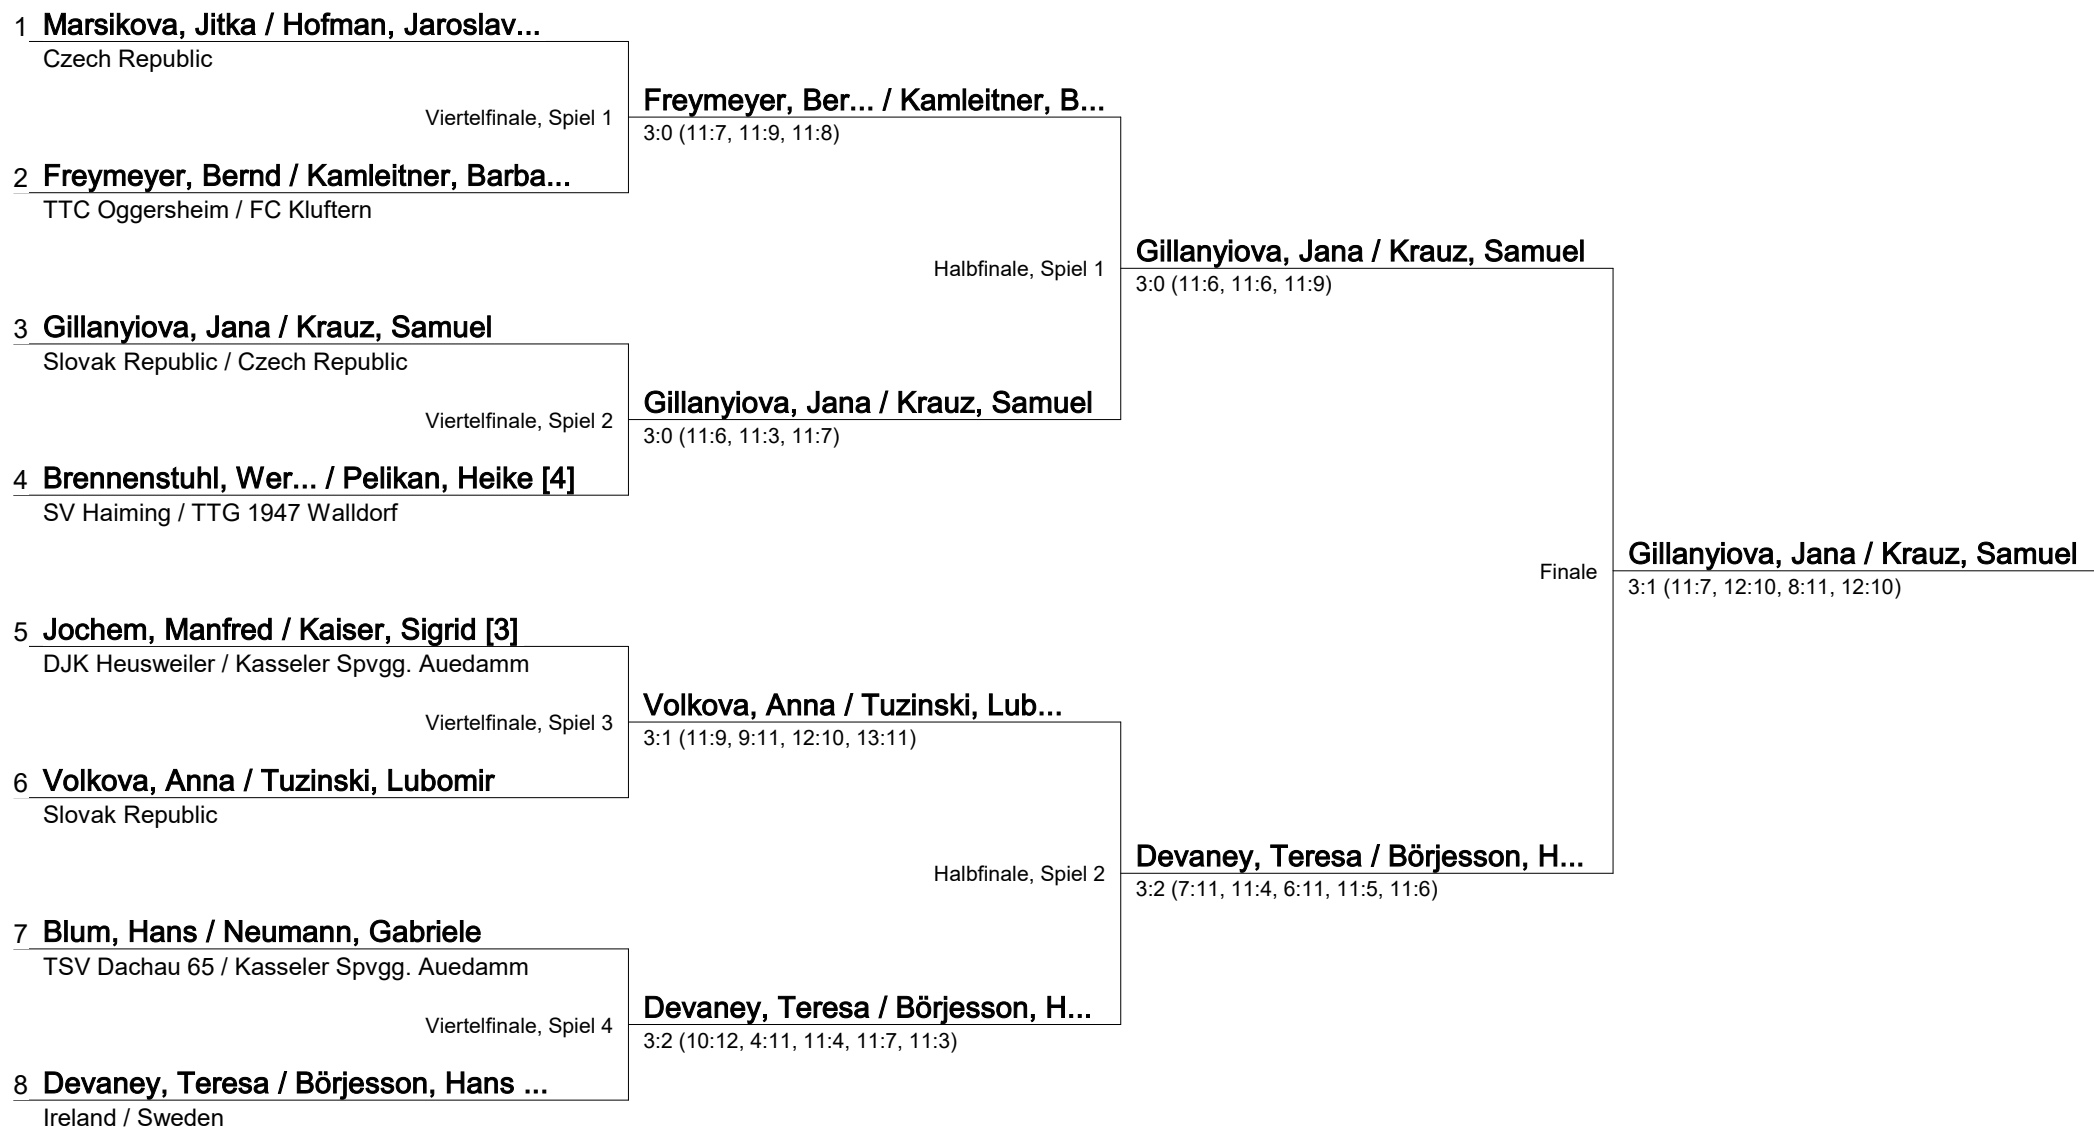 1 Marsikova, Jitka / Hofman, Jaroslav...
Czech Republic
Viertelfinale, Spiel 1
Freymeyer, Ber... / Kamleitner, B...
3:0 (11:7, 11:9, 11:8)
2 Freymeyer, Bernd / Kamleitner, Barba...
TTC Oggersheim / FC Kluftern
Halbfinale, Spiel 1
Gillanyiova, Jana / Krauz, Samuel
3:0 (11:6, 11:6, 11:9)
3 Gillanyiova, Jana / Krauz, Samuel
Slovak Republic / Czech Republic
Viertelfinale, Spiel 2
Gillanyiova, Jana / Krauz, Samuel
3:0 (11:6, 11:3, 11:7)
4 Brennenstuhl, Wer... / Pelikan, Heike [4]
SV Haiming / TTG 1947 Walldorf
Finale
Gillanyiova, Jana / Krauz, Samuel
3:1 (11:7, 12:10, 8:11, 12:10)
5 Jochem, Manfred / Kaiser, Sigrid [3]
DJK Heusweiler / Kasseler Spvgg. Auedamm
Viertelfinale, Spiel 3
Volkova, Anna / Tuzinski, Lub...
3:1 (11:9, 9:11, 12:10, 13:11)
6 Volkova, Anna / Tuzinski, Lubomir
Slovak Republic
Halbfinale, Spiel 2
Devaney, Teresa / Börjesson, H...
3:2 (7:11, 11:4, 6:11, 11:5, 11:6)
7 Blum, Hans / Neumann, Gabriele
TSV Dachau 65 / Kasseler Spvgg. Auedamm
Viertelfinale, Spiel 4
Devaney, Teresa / Börjesson, H...
3:2 (10:12, 4:11, 11:4, 11:7, 11:3)
8 Devaney, Teresa / Börjesson, Hans ...
Ireland / Sweden